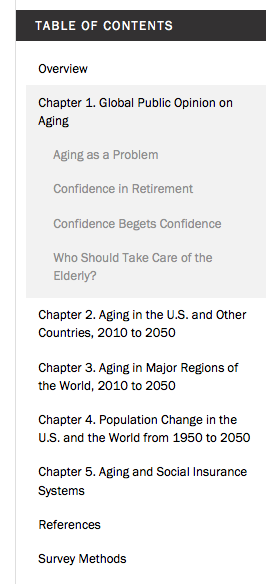 TABLE OF CONTENTS
Overview
Chapter 1. Global Public Opinion on
Aging
Aging as a Problem
Confidence in Retirement
Confidence Begets Confidence
Who Should Take Care of the
Elderly?
Chapter 2. Aging in the U.S. and Other
Countries, 2010 to 2050
Chapter 3. Aging in Major Regions of
the World, 2010 to 2050
Chapter 4. Population Change in the
U.S. and the World from 1950 to 2050
Chapter 5. Aging and Social Insurance
Systems
References
Survey Methods